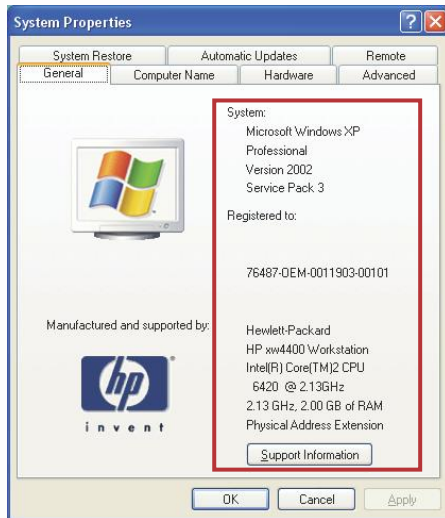 System Properties
System Restore
Automatic Updates
Remote
General
Computer Name
Hardware
Advanced
System:
Microsoft Windows XP
Professional
Version 2002
Service Pack 3
Registered to:
76487-OEM-0011903-00101
Manufactured and supported by:
hp
invent
Hewlett-Packard
HP xw4400 Workstation
Intel(R) Core(TM)2 CPU
6420 @ 2.13GHz
2.13 GHz, 2.00 GB of RAM
Physical Address Extension
Support Information
OK
Cancel
Apply